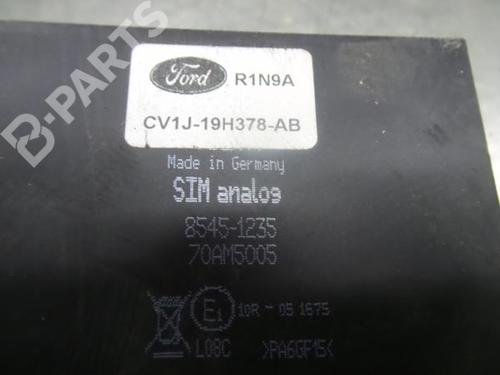 B-PARTS
Ford R1N9A
CV1J-19H378-AB
Made in Germany
SIM analog
8545-1235
70AM5005
E1 10R - 05 1675
L08C >PA6GF15<